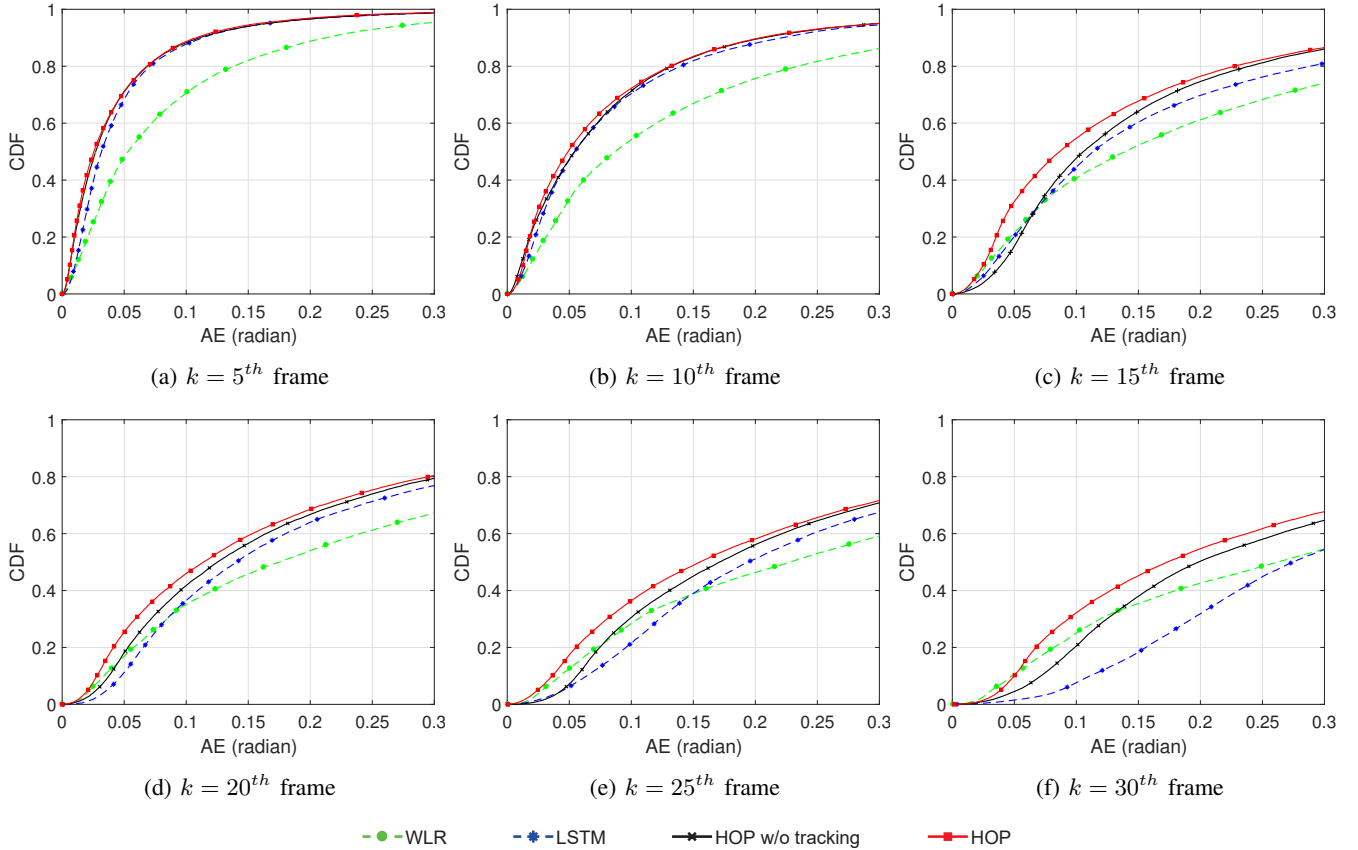 1
0.8
0.6
0.4
0.2
0
CDF
0 0.05 0.1 0.15 0.2 0.25 0.3
AE (radian)
(a) k = 5th frame
1
0.8
0.6
0.4
0.2
0
CDF
0 0.05 0.1 0.15 0.2 0.25 0.3
AE (radian)
(b) k = 10th frame
1
0.8
0.6
0.4
0.2
0
CDF
0 0.05 0.1 0.15 0.2 0.25 0.3
AE (radian)
(c) k = 15th frame
1
0.8
0.6
0.4
0.2
0
CDF
0 0.05 0.1 0.15 0.2 0.25 0.3
AE (radian)
(d) k = 20th frame
1
0.8
0.6
0.4
0.2
0
CDF
0 0.05 0.1 0.15 0.2 0.25 0.3
AE (radian)
(e) k = 25th frame
1
0.8
0.6
0.4
0.2
0
CDF
0 0.05 0.1 0.15 0.2 0.25 0.3
AE (radian)
(f) k = 30th frame
WLR LSTM HOP w/o tracking HOP